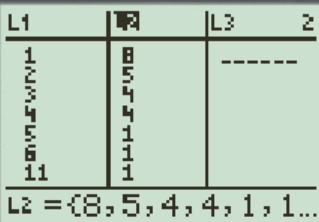 L1 L2 L3 2
1 8 ------
2 5
3 4
4 4
5 1
6 1
11 1
L2 ={8,5,4,4,1,1…